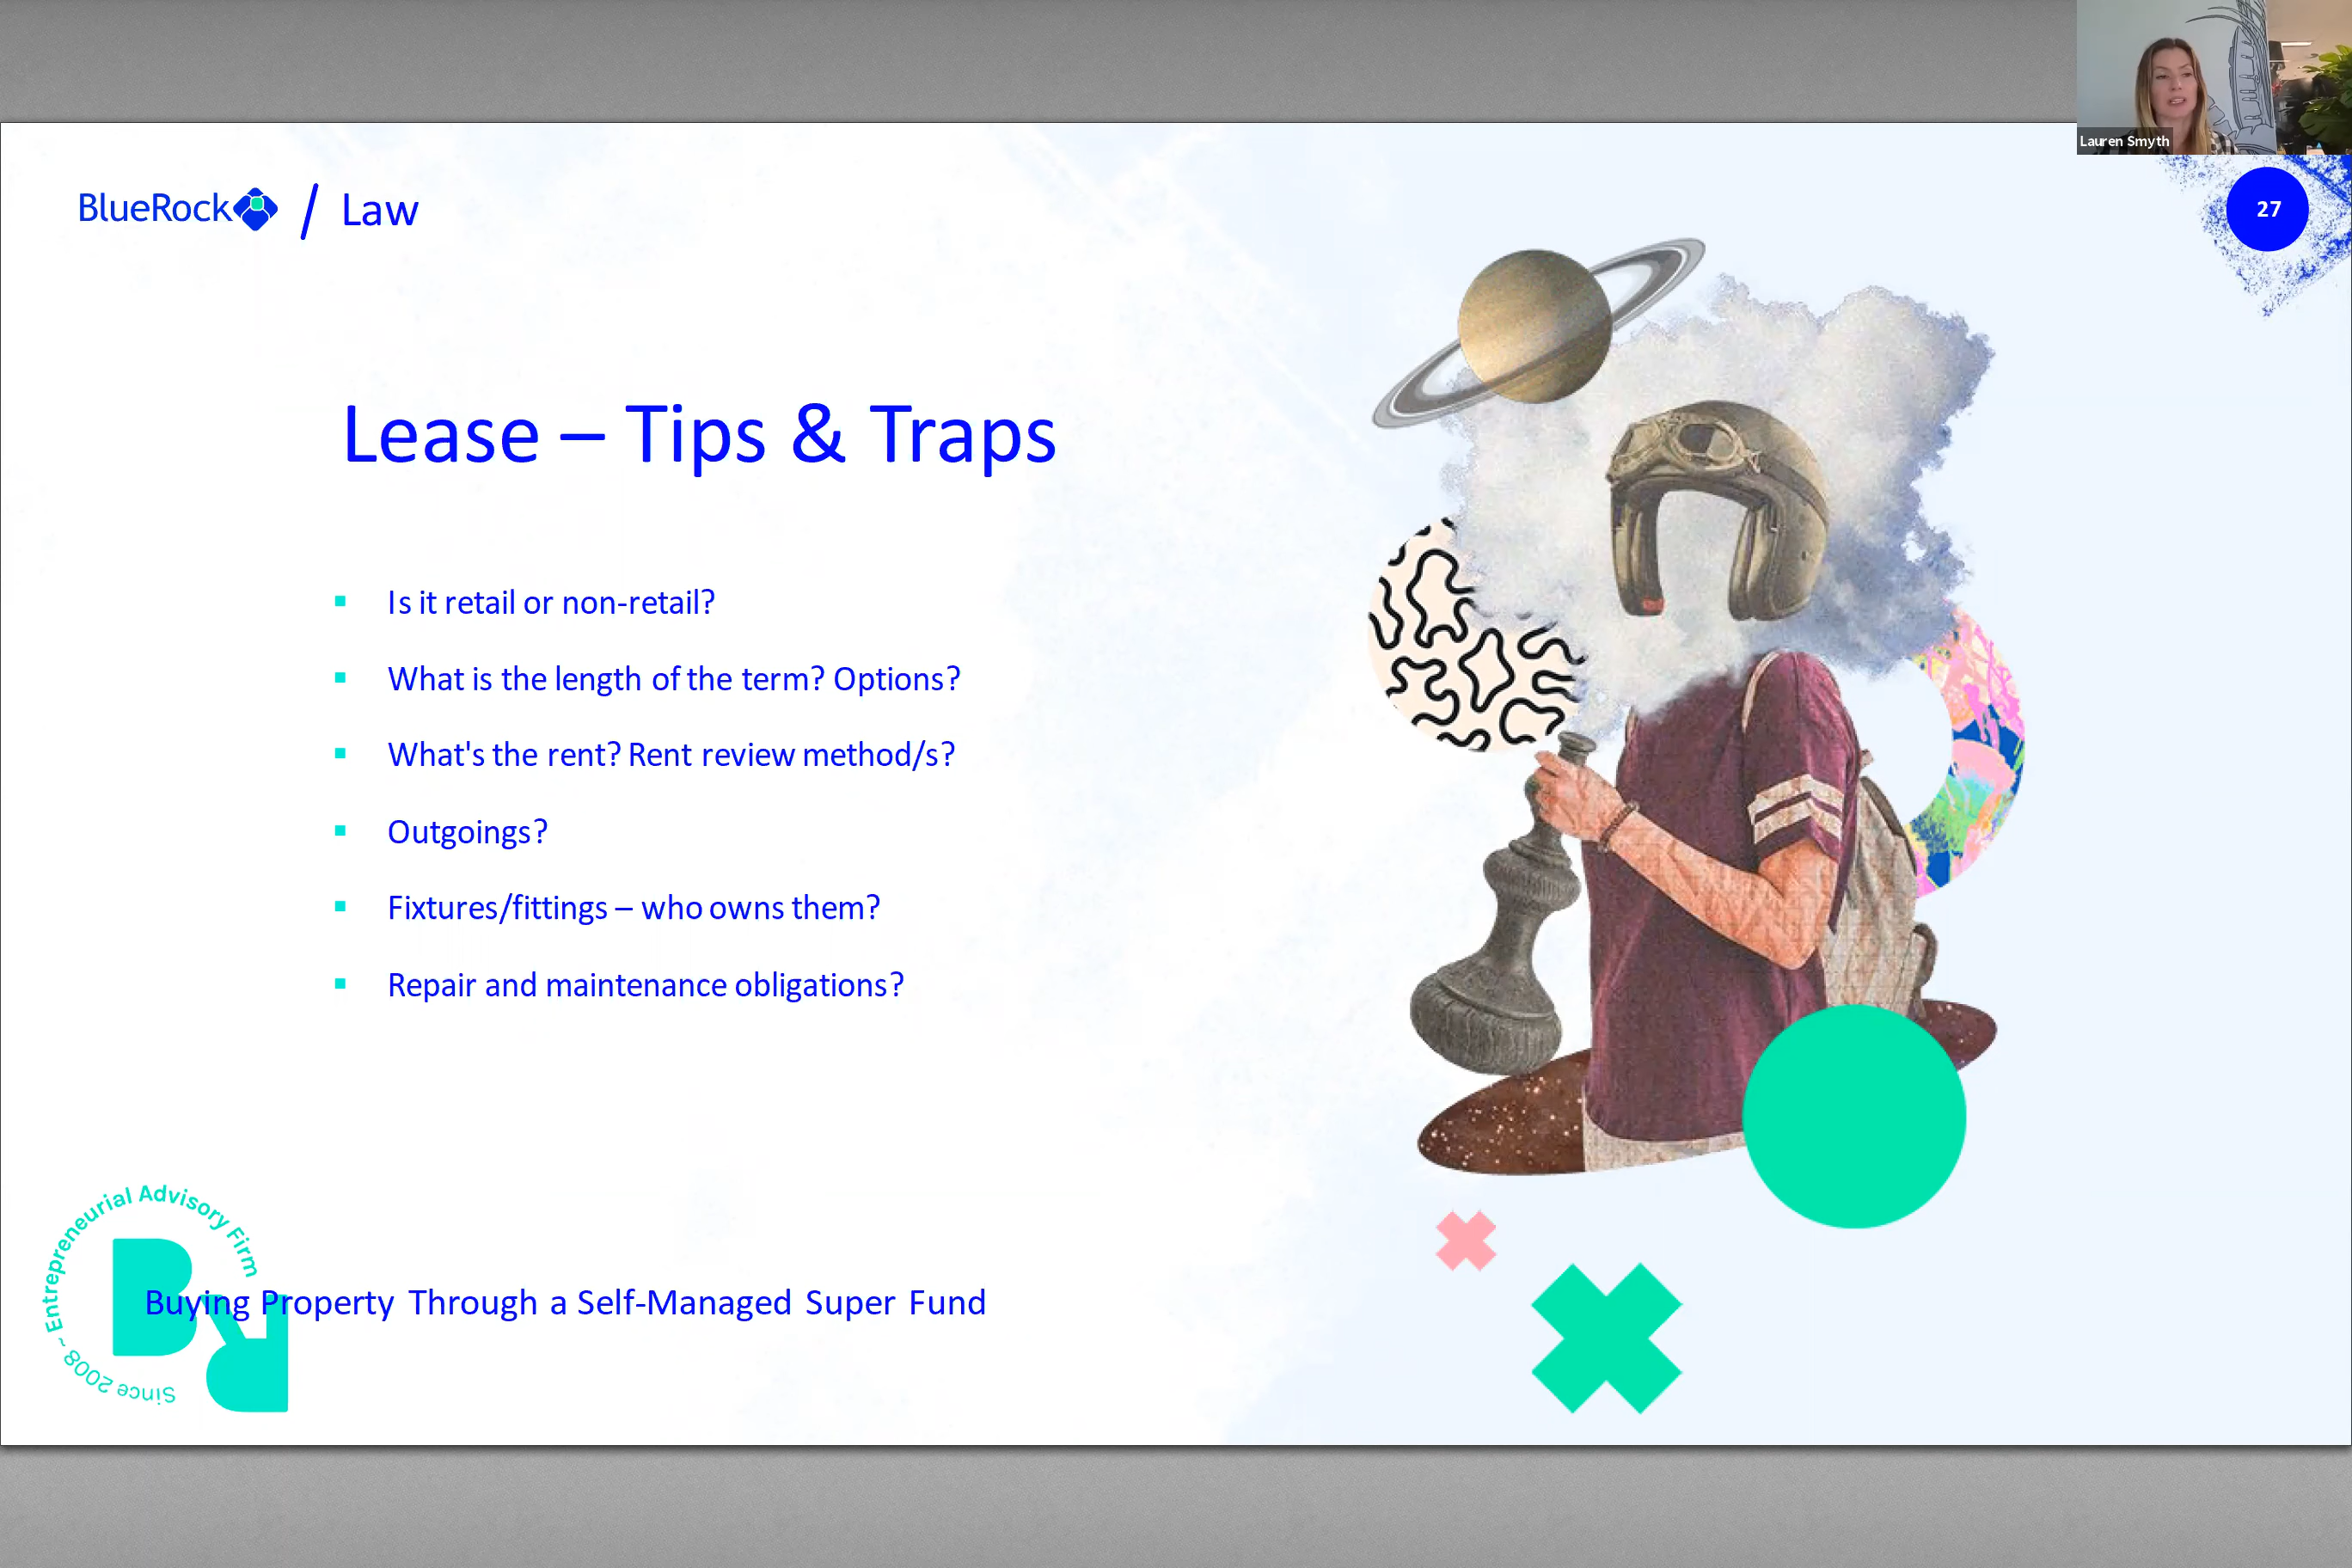 Lauren Smyth
BlueRock / Law
27
Lease – Tips & Traps
Is it retail or non-retail?
What is the length of the term? Options?
What's the rent? Rent review method/s?
Outgoings?
Fixtures/fittings – who owns them?
Repair and maintenance obligations?
Since 2008 ~ Entrepreneurial Advisory Firm
BR
Buying Property Through a Self-Managed Super Fund